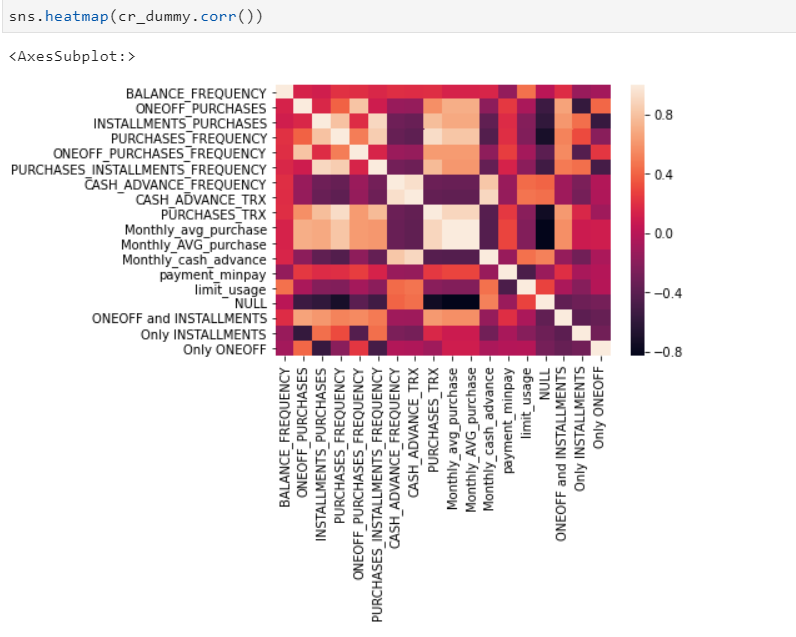 sns.heatmap(cr_dummy.corr())
<AxesSubplot:>
BALANCE_FREQUENCY
ONEOFF_PURCHASES
INSTALLMENTS_PURCHASES
PURCHASES_FREQUENCY
ONEOFF_PURCHASES_FREQUENCY
PURCHASES_INSTALLMENTS_FREQUENCY
CASH_ADVANCE_FREQUENCY
CASH_ADVANCE_TRX
PURCHASES_TRX
Monthly_avg_purchase
Monthly_AVG_purchase
Monthly_cash_advance
payment_minpay
limit_usage
NULL
ONEOFF and INSTALLMENTS
Only INSTALLMENTS
Only ONEOFF
0.8
0.4
0.0
−0.4
−0.8
BALANCE_FREQUENCY
ONEOFF_PURCHASES
INSTALLMENTS_PURCHASES
PURCHASES_FREQUENCY
ONEOFF_PURCHASES_FREQUENCY
PURCHASES_INSTALLMENTS_FREQUENCY
CASH_ADVANCE_FREQUENCY
CASH_ADVANCE_TRX
PURCHASES_TRX
Monthly_avg_purchase
Monthly_AVG_purchase
Monthly_cash_advance
payment_minpay
limit_usage
NULL
ONEOFF and INSTALLMENTS
Only INSTALLMENTS
Only ONEOFF